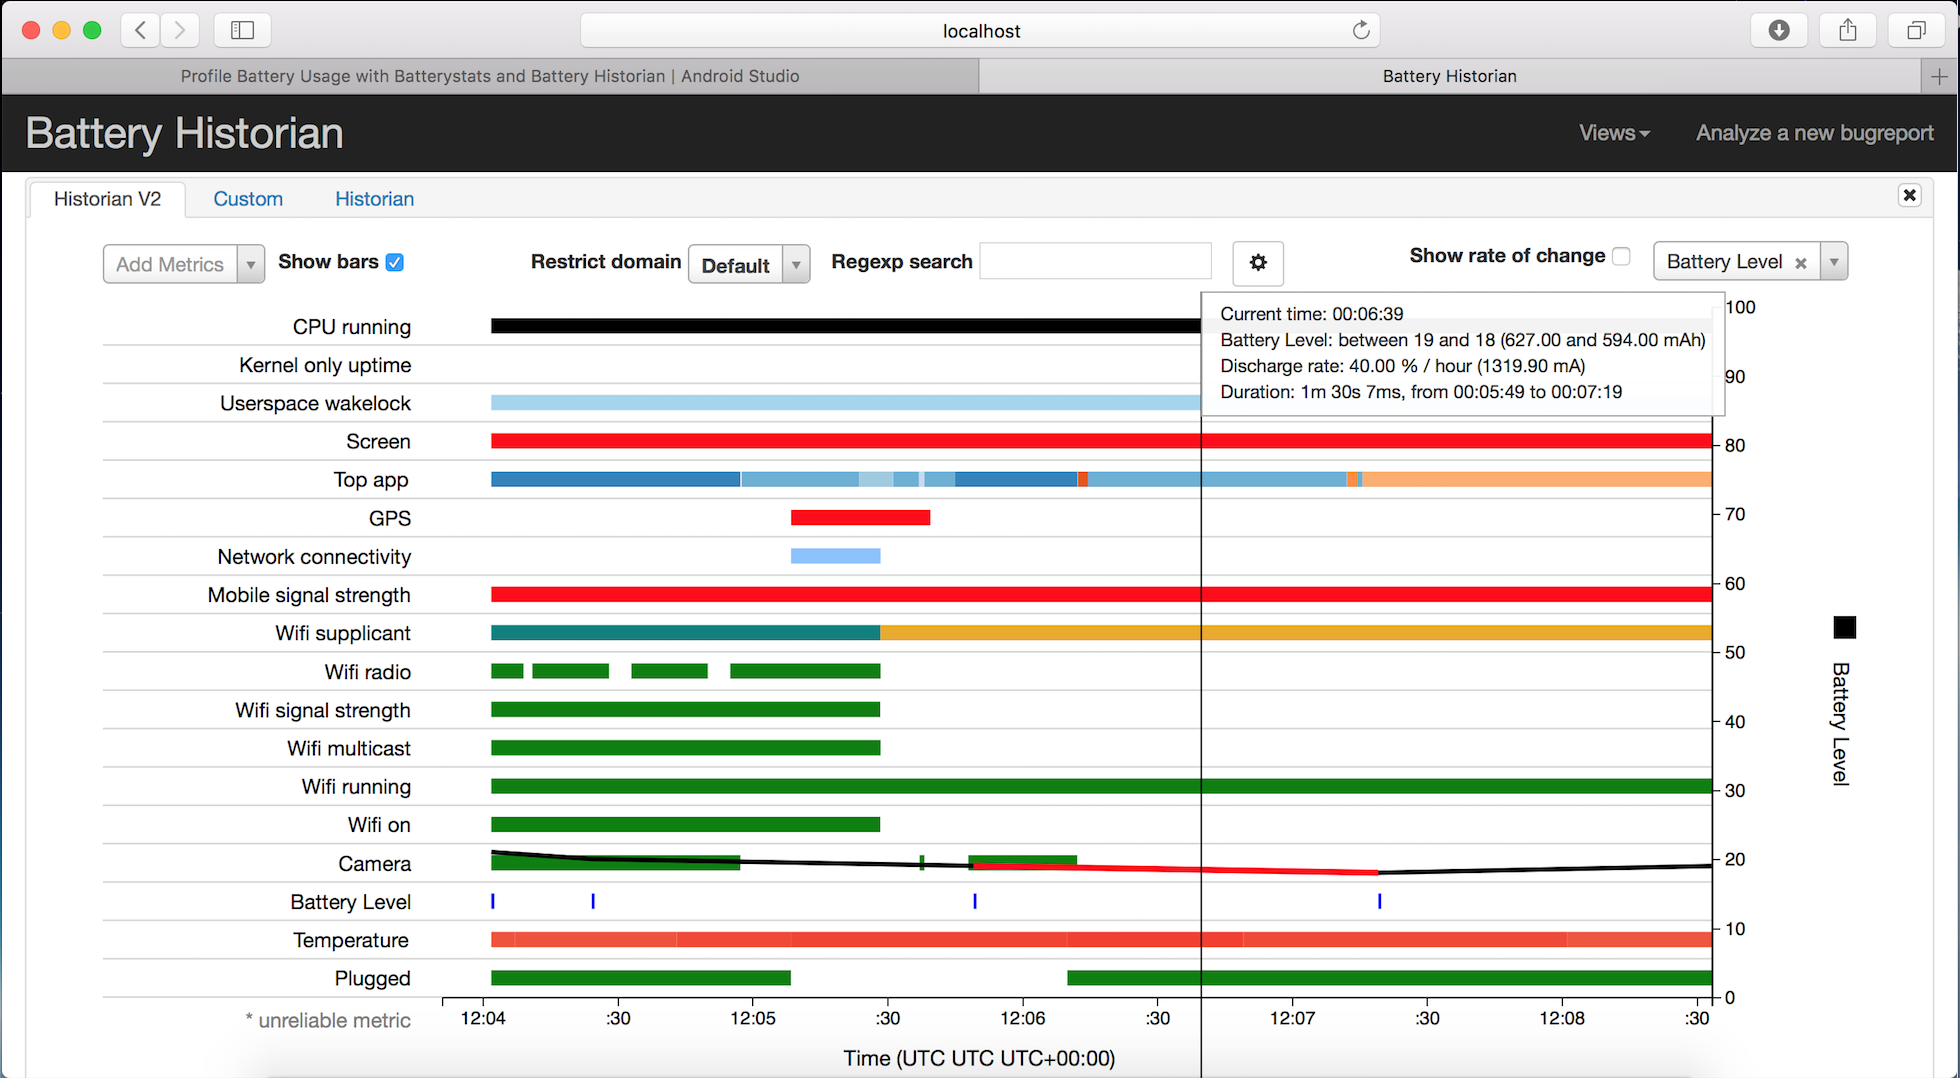 localhost
Profile Battery Usage with Batterystats and Battery Historian | Android Studio
Battery Historian
Battery Historian
Views
Analyze a new bugreport
Historian V2
Custom
Historian
Add Metrics
Show bars
Restrict domain
Default
Regexp search
Show rate of change
Battery Level
Current time: 00:06:39
Battery Level: between 19 and 18 (627.00 and 594.00 mAh)
Discharge rate: 40.00 % / hour (1319.90 mA)
Duration: 1m 30s 7ms, from 00:05:49 to 00:07:19
CPU running
Kernel only uptime
Userspace wakelock
Screen
Top app
GPS
Network connectivity
Mobile signal strength
Wifi supplicant
Wifi radio
Wifi signal strength
Wifi multicast
Wifi running
Wifi on
Camera
Battery Level
Temperature
Plugged
* unreliable metric
100
90
80
70
60
50
40
30
20
10
0
Battery Level
12:04
:30
12:05
:30
12:06
:30
12:07
:30
12:08
:30
Time (UTC UTC UTC+00:00)